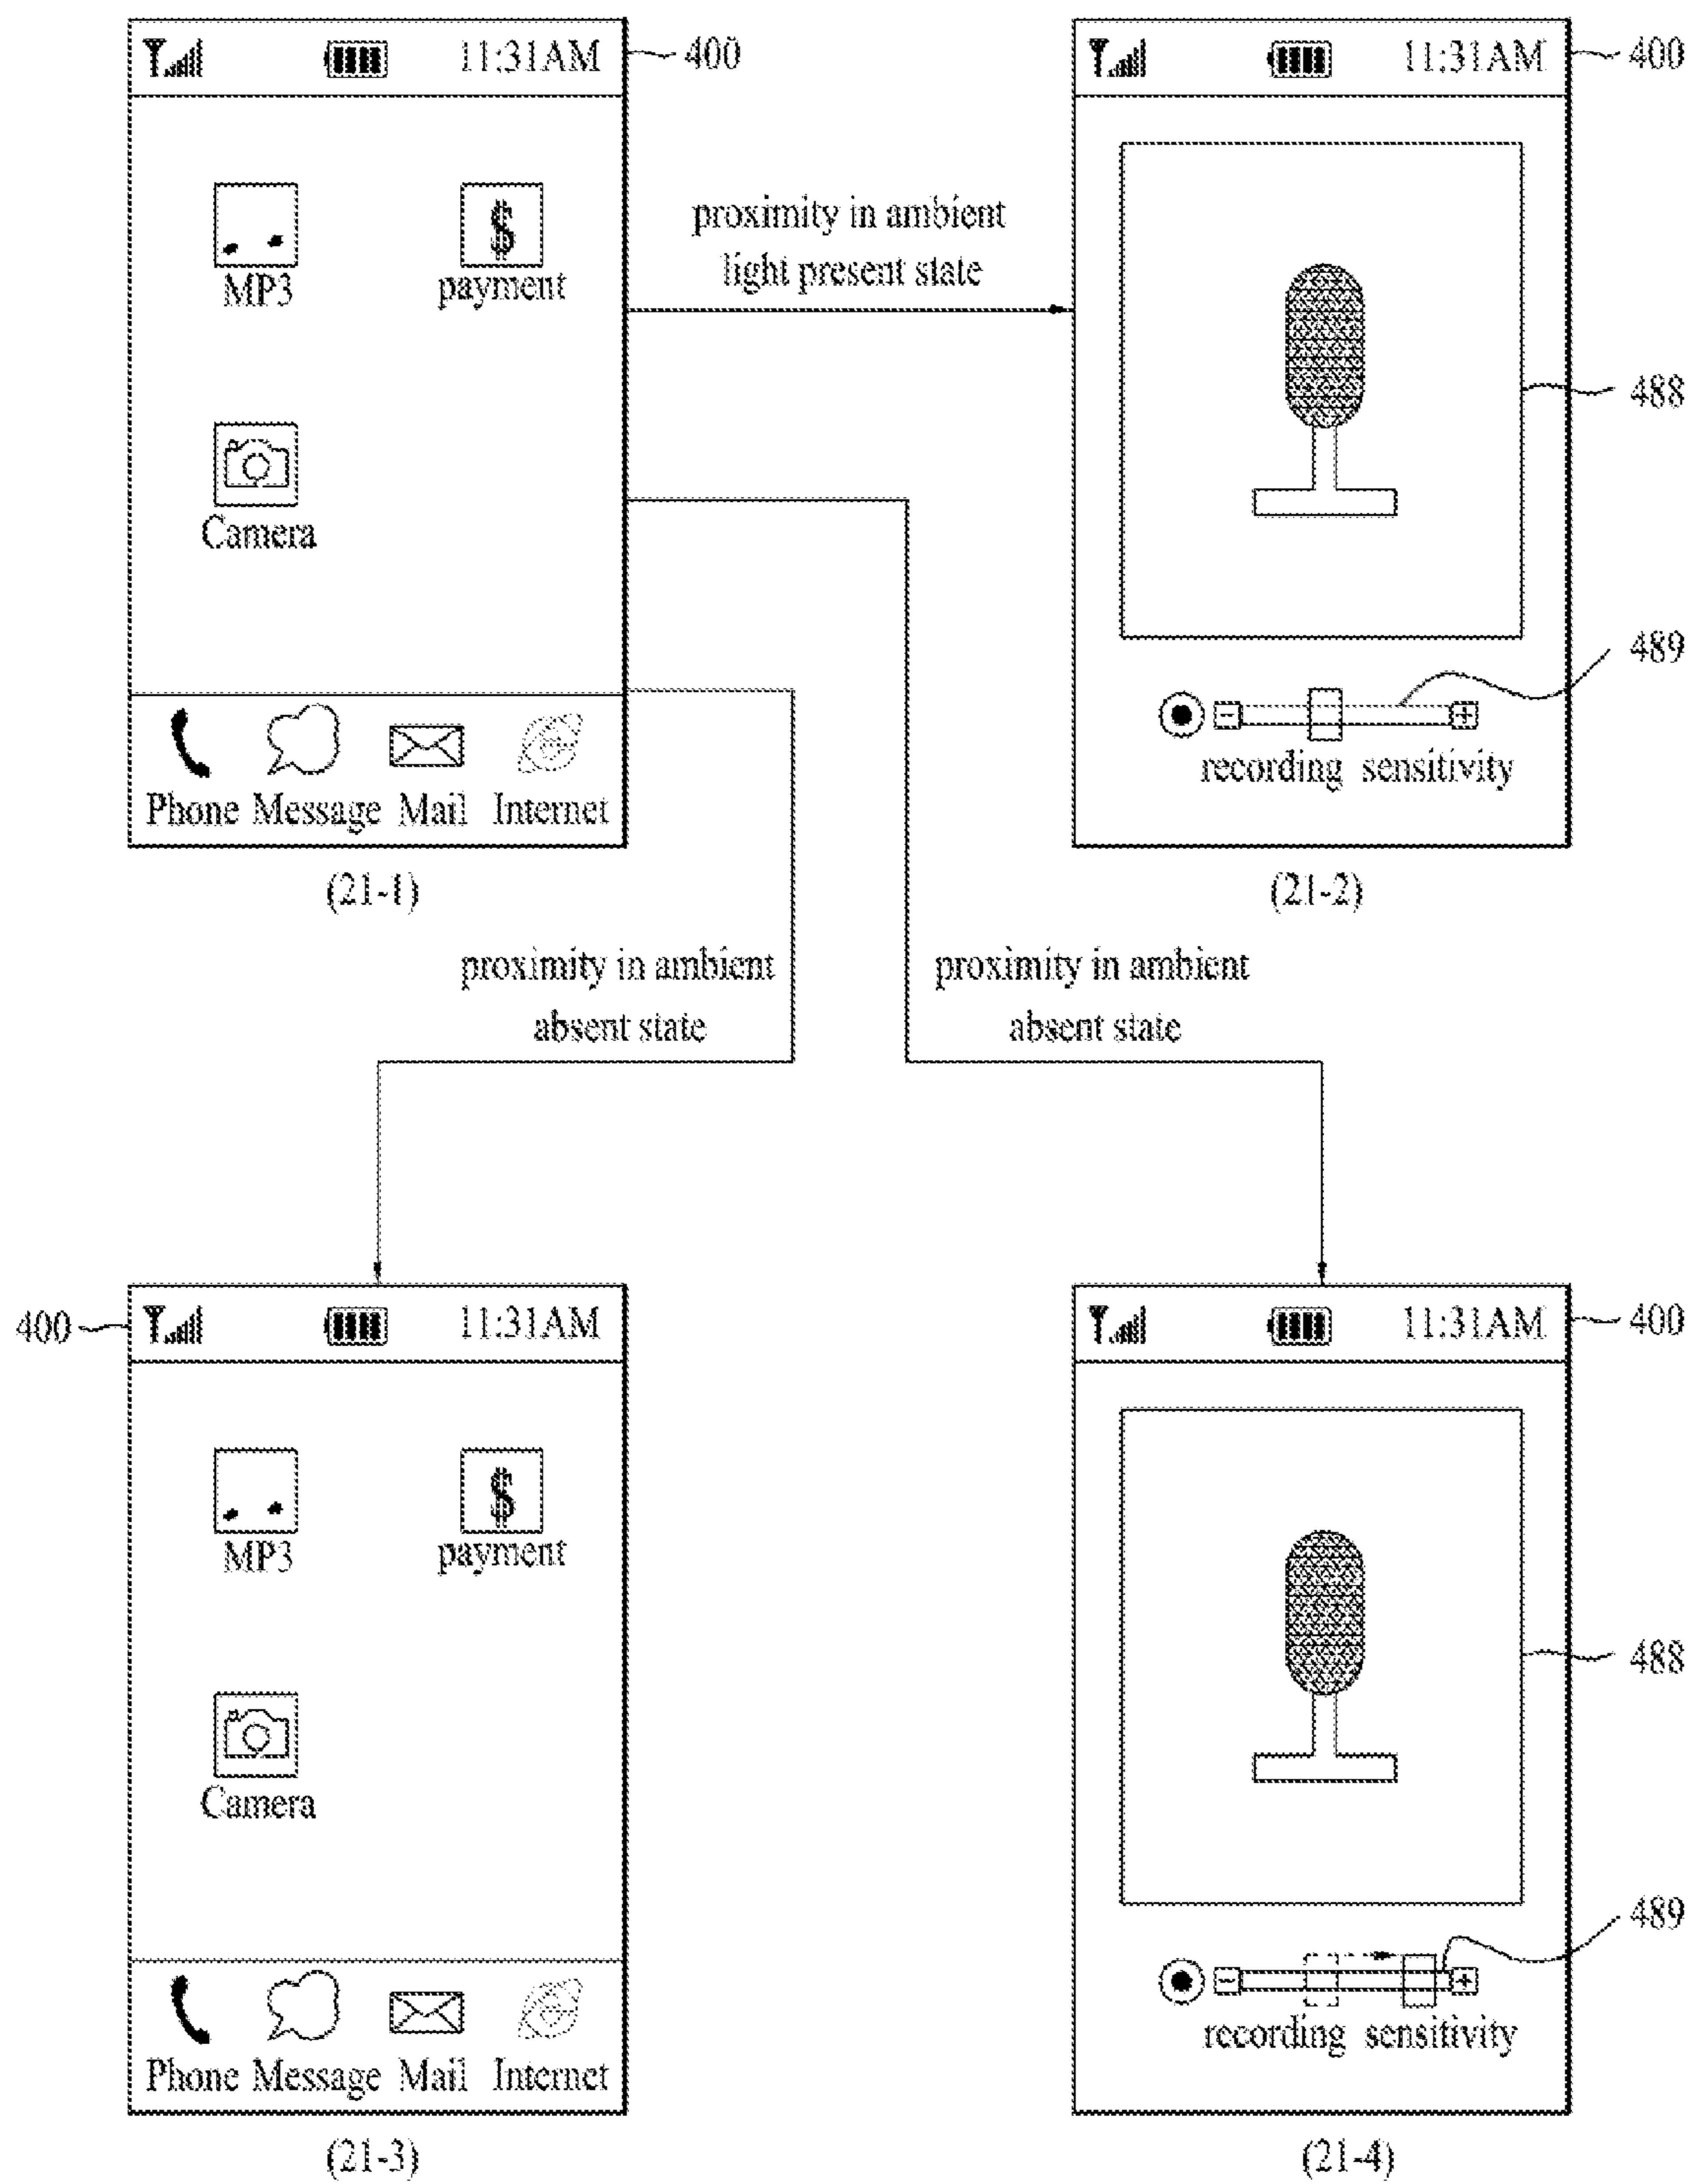 11:31AM 400
MP3 payment
Camera
Phone Message Mail Internet
(21-1)
proximity in ambient
light present state
11:31AM 400
488
489
recording sensitivity
(21-2)
proximity in ambient
absent state
proximity in ambient
absent state
400 11:31AM
MP3 payment
Camera
Phone Message Mail Internet
(21-3)
11:31AM 400
488
489
recording sensitivity
(21-4)